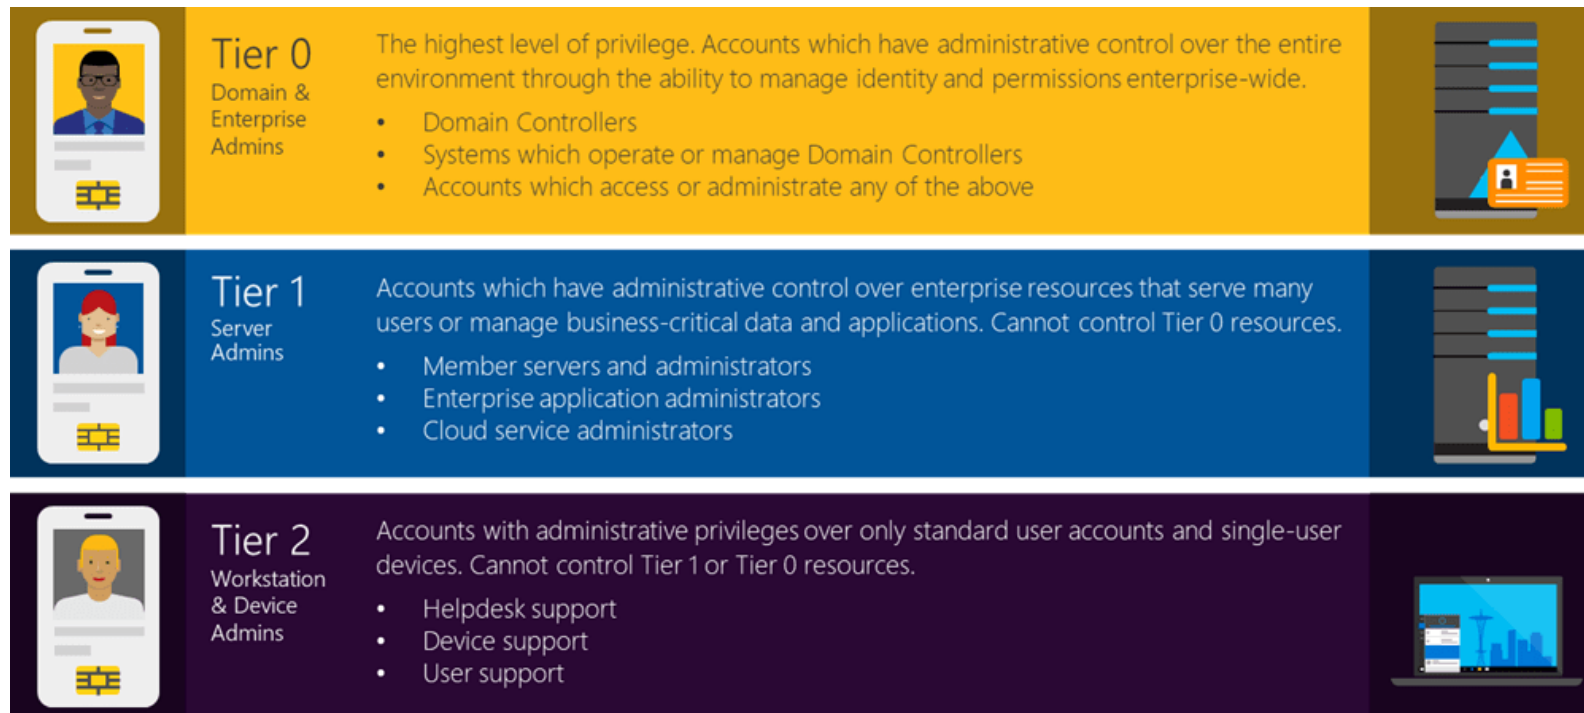 Tier 0
Domain &
Enterprise
Admins
The highest level of privilege. Accounts which have administrative control over the entire
environment through the ability to manage identity and permissions enterprise-wide.
• Domain Controllers
• Systems which operate or manage Domain Controllers
• Accounts which access or administrate any of the above
Tier 1
Server
Admins
Accounts which have administrative control over enterprise resources that serve many
users or manage business-critical data and applications. Cannot control Tier 0 resources.
• Member servers and administrators
• Enterprise application administrators
• Cloud service administrators
Tier 2
Workstation
& Device
Admins
Accounts with administrative privileges over only standard user accounts and single-user
devices. Cannot control Tier 1 or Tier 0 resources.
• Helpdesk support
• Device support
• User support